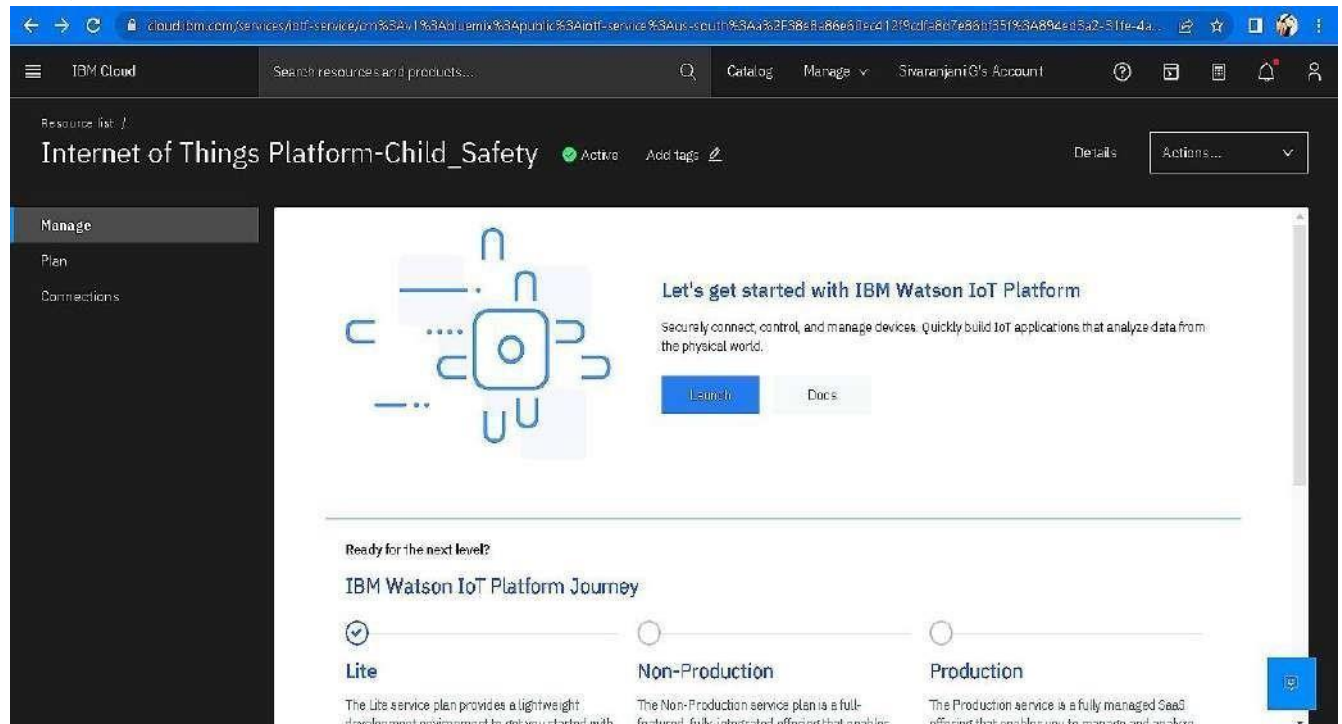 IBM Cloud Search resources and products... Catalog Manage Sivaranjani G's Account
Resource list /
Internet of Things Platform-Child_Safety Active Add tags Details Actions...
Manage
Plan
Connections
Let's get started with IBM Watson IoT Platform
Securely connect, control, and manage devices. Quickly build IoT applications that analyze data from
the physical world.
Launch Docs
Ready for the next level?
IBM Watson IoT Platform Journey
Lite Non-Production Production
The Lite service plan provides a lightweight The Non-Production service plan is a full- The Production service is a fully managed SaaS